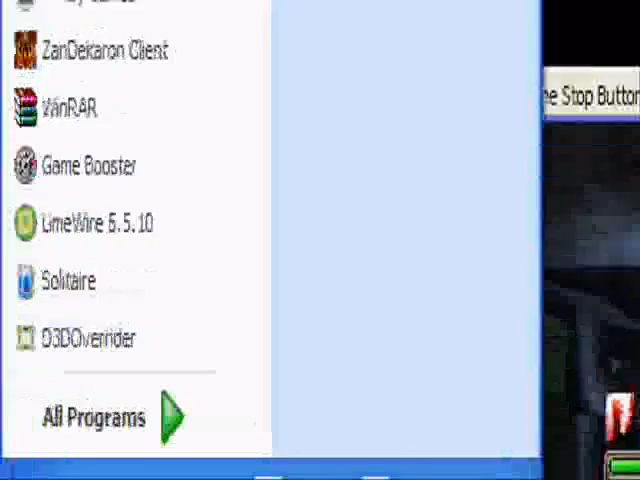 ZanDekaron Client
WinRAR
Game Booster
LimeWire 5.5.10
Solitaire
D3DOverrider
All Programs
e Stop Button